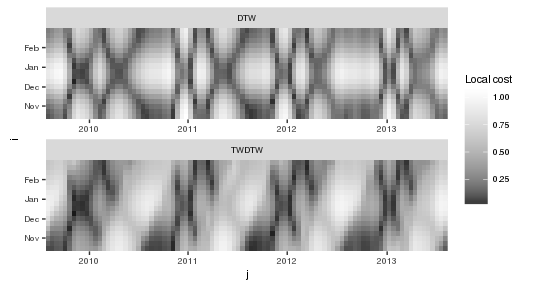 DTW
Feb
Jan
Dec
Nov
2010 2011 2012 2013
TWDTW
Feb
Jan
Dec
Nov
2010 2011 2012 2013
i
j
Local cost
1.00
0.75
0.50
0.25